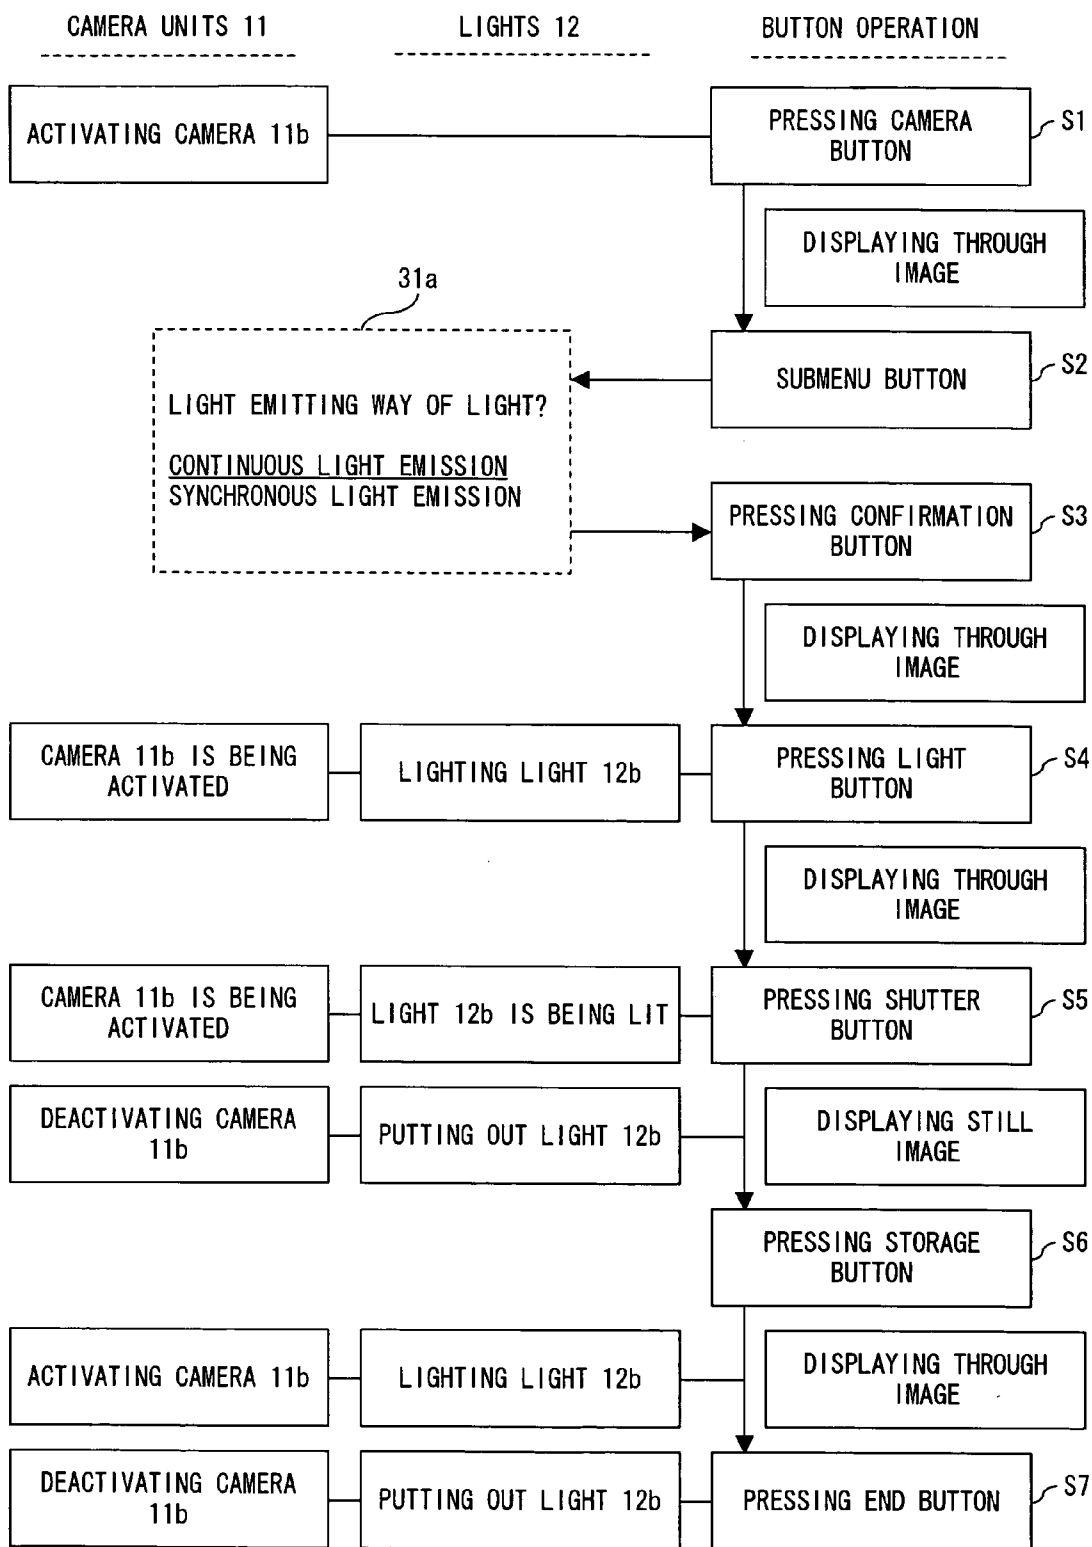 CAMERA UNITS 11
LIGHTS 12
BUTTON OPERATION
ACTIVATING CAMERA 11b
PRESSING CAMERA
BUTTON
S1
DISPLAYING THROUGH
IMAGE
31a
LIGHT EMITTING WAY OF LIGHT?
CONTINUOUS LIGHT EMISSION
SYNCHRONOUS LIGHT EMISSION
SUBMENU BUTTON
S2
PRESSING CONFIRMATION
BUTTON
S3
DISPLAYING THROUGH
IMAGE
CAMERA 11b IS BEING
ACTIVATED
LIGHTING LIGHT 12b
PRESSING LIGHT
BUTTON
S4
DISPLAYING THROUGH
IMAGE
CAMERA 11b IS BEING
ACTIVATED
LIGHT 12b IS BEING LIT
PRESSING SHUTTER
BUTTON
S5
DEACTIVATING CAMERA
11b
PUTTING OUT LIGHT 12b
DISPLAYING STILL
IMAGE
PRESSING STORAGE
BUTTON
S6
ACTIVATING CAMERA 11b
LIGHTING LIGHT 12b
DISPLAYING THROUGH
IMAGE
DEACTIVATING CAMERA
11b
PUTTING OUT LIGHT 12b
PRESSING END BUTTON
S7